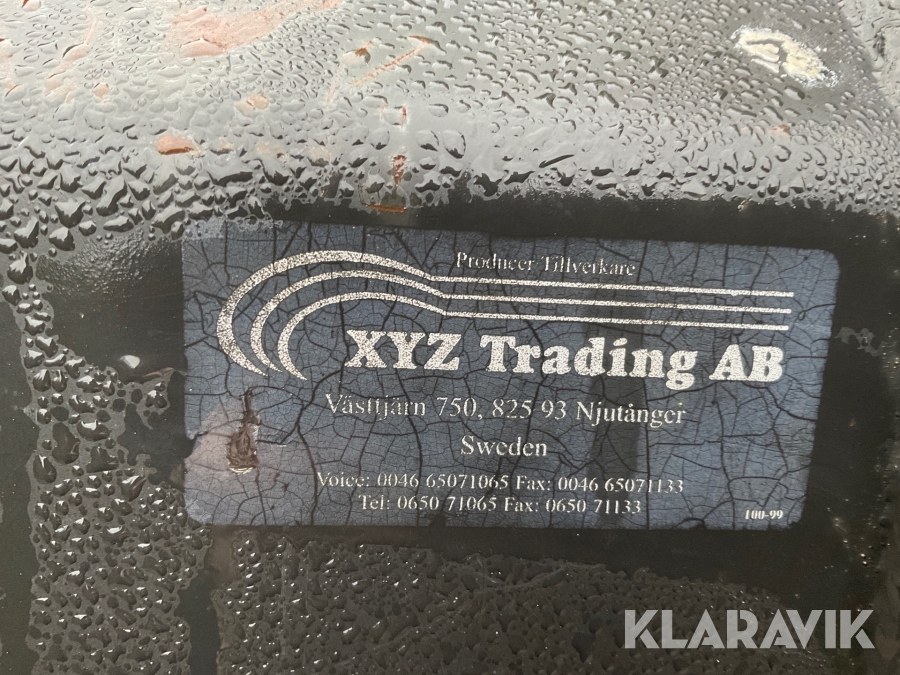 Producer Tillverkare
XYZ Trading AB
Västtjärn 750, 825 93 Njutånger
Sweden
Voice: 0046 65071065 Fax: 0046 65071133
Tel: 0650 71065 Fax: 0650 71133
100-99
KLARAVIK